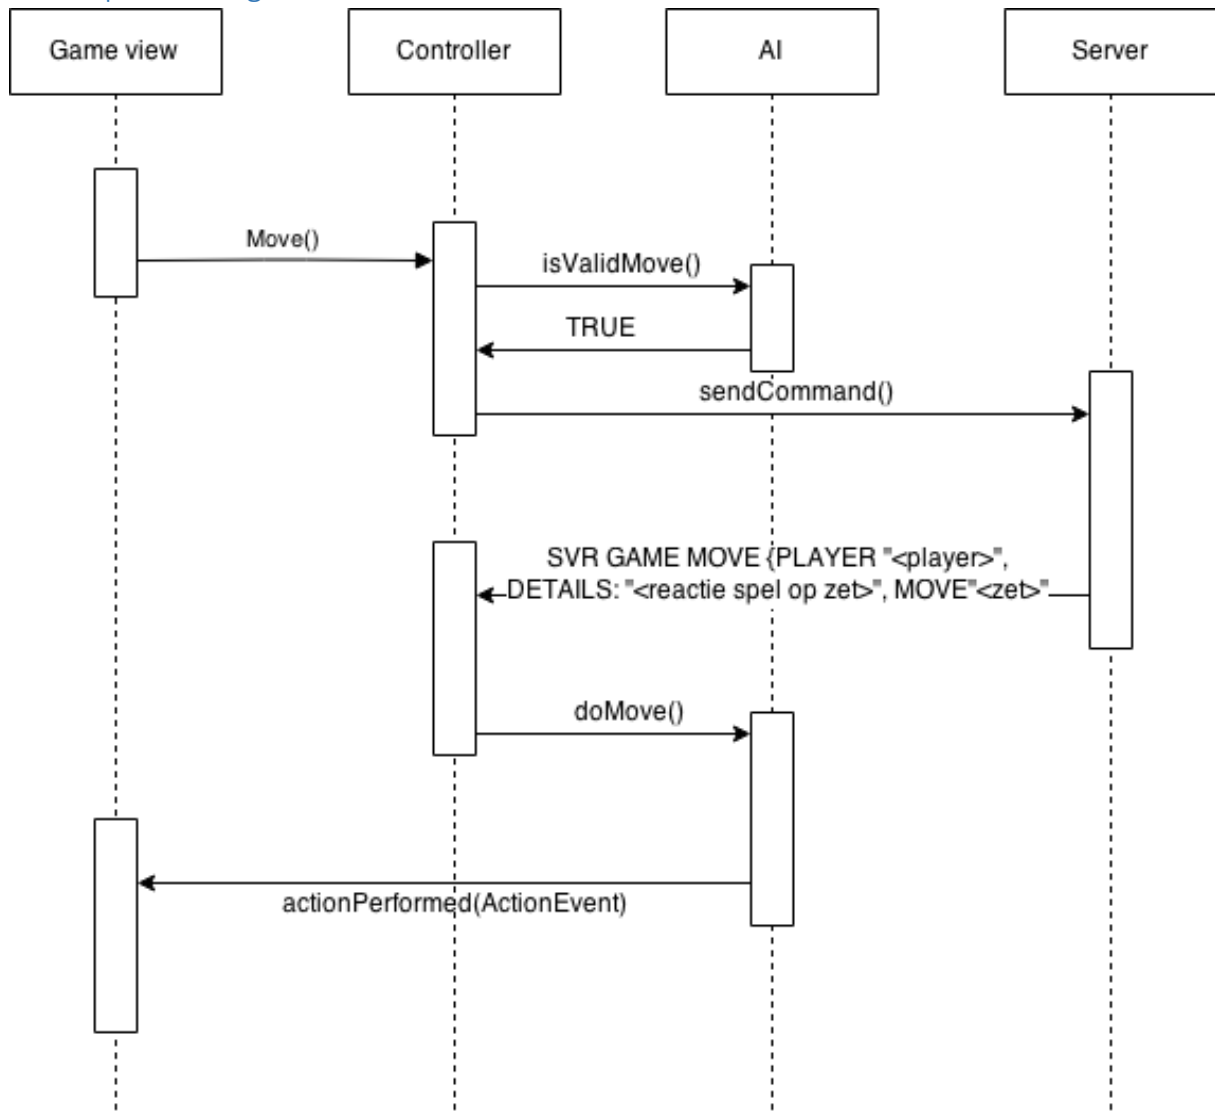 Game view
Controller
AI
Server
Move()
isValidMove()
TRUE
sendCommand()
SVR GAME MOVE {PLAYER "<player>",
DETAILS: "<reactie spel op zet>", MOVE"<zet>"
doMove()
actionPerformed(ActionEvent)